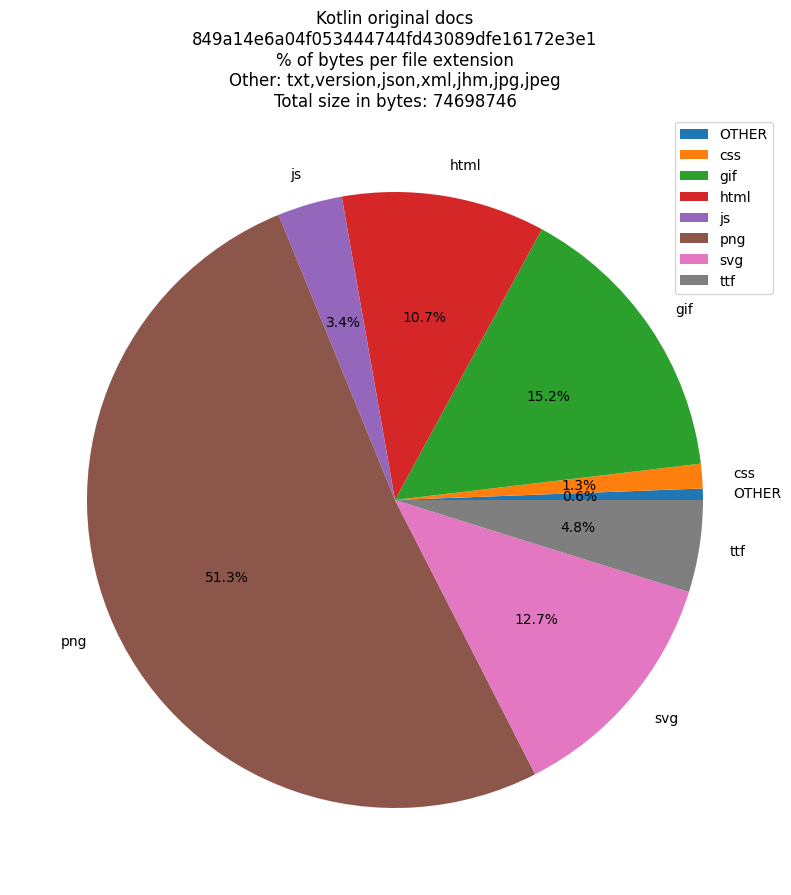 Kotlin original docs
849a14e6a04f053444744fd43089dfe16172e3e1
% of bytes per file extension
Other: txt,version,json,xml,jhm,jpg,jpeg
Total size in bytes: 74698746
OTHER
css
gif
html
js
png
svg
ttf
html
js
gif
3.4%
10.7%
15.2%
css
1.3%
OTHER
0.6%
4.8%
ttf
51.3%
12.7%
png
svg